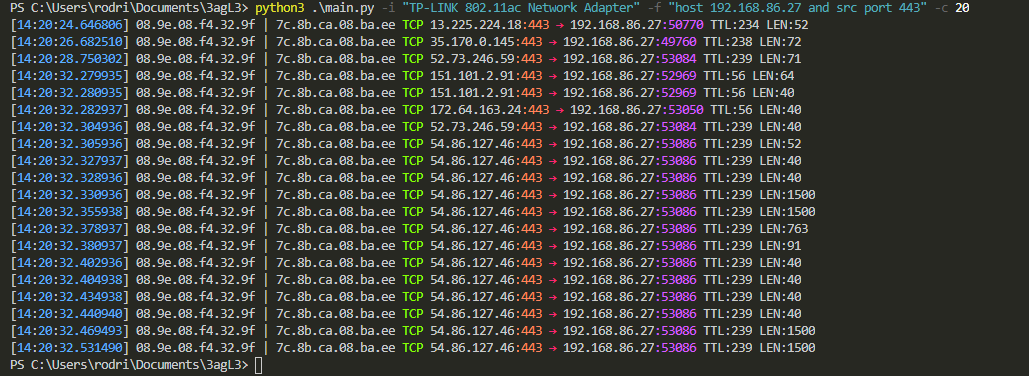 PS C:\Users\rodri\Documents\3agL3> python3 .\main.py -i "TP-LINK 802.11ac Network Adapter" -f "host 192.168.86.27 and src port 443" -c 20
[14:20:24.646806] 08.9e.08.f4.32.9f | 7c.8b.ca.08.ba.ee TCP 13.225.224.18:443 → 192.168.86.27:50770 TTL:234 LEN:52
[14:20:26.682510] 08.9e.08.f4.32.9f | 7c.8b.ca.08.ba.ee TCP 35.170.0.145:443 → 192.168.86.27:49760 TTL:238 LEN:72
[14:20:28.750302] 08.9e.08.f4.32.9f | 7c.8b.ca.08.ba.ee TCP 52.73.246.59:443 → 192.168.86.27:53084 TTL:239 LEN:71
[14:20:32.279935] 08.9e.08.f4.32.9f | 7c.8b.ca.08.ba.ee TCP 151.101.2.91:443 → 192.168.86.27:52969 TTL:56 LEN:64
[14:20:32.280935] 08.9e.08.f4.32.9f | 7c.8b.ca.08.ba.ee TCP 151.101.2.91:443 → 192.168.86.27:52969 TTL:56 LEN:40
[14:20:32.282937] 08.9e.08.f4.32.9f | 7c.8b.ca.08.ba.ee TCP 172.64.163.24:443 → 192.168.86.27:53050 TTL:56 LEN:40
[14:20:32.304936] 08.9e.08.f4.32.9f | 7c.8b.ca.08.ba.ee TCP 52.73.246.59:443 → 192.168.86.27:53084 TTL:239 LEN:40
[14:20:32.305936] 08.9e.08.f4.32.9f | 7c.8b.ca.08.ba.ee TCP 54.86.127.46:443 → 192.168.86.27:53086 TTL:239 LEN:52
[14:20:32.327937] 08.9e.08.f4.32.9f | 7c.8b.ca.08.ba.ee TCP 54.86.127.46:443 → 192.168.86.27:53086 TTL:239 LEN:40
[14:20:32.328936] 08.9e.08.f4.32.9f | 7c.8b.ca.08.ba.ee TCP 54.86.127.46:443 → 192.168.86.27:53086 TTL:239 LEN:40
[14:20:32.330936] 08.9e.08.f4.32.9f | 7c.8b.ca.08.ba.ee TCP 54.86.127.46:443 → 192.168.86.27:53086 TTL:239 LEN:1500
[14:20:32.355938] 08.9e.08.f4.32.9f | 7c.8b.ca.08.ba.ee TCP 54.86.127.46:443 → 192.168.86.27:53086 TTL:239 LEN:1500
[14:20:32.378937] 08.9e.08.f4.32.9f | 7c.8b.ca.08.ba.ee TCP 54.86.127.46:443 → 192.168.86.27:53086 TTL:239 LEN:763
[14:20:32.380937] 08.9e.08.f4.32.9f | 7c.8b.ca.08.ba.ee TCP 54.86.127.46:443 → 192.168.86.27:53086 TTL:239 LEN:91
[14:20:32.402936] 08.9e.08.f4.32.9f | 7c.8b.ca.08.ba.ee TCP 54.86.127.46:443 → 192.168.86.27:53086 TTL:239 LEN:40
[14:20:32.404938] 08.9e.08.f4.32.9f | 7c.8b.ca.08.ba.ee TCP 54.86.127.46:443 → 192.168.86.27:53086 TTL:239 LEN:40
[14:20:32.434938] 08.9e.08.f4.32.9f | 7c.8b.ca.08.ba.ee TCP 54.86.127.46:443 → 192.168.86.27:53086 TTL:239 LEN:40
[14:20:32.440940] 08.9e.08.f4.32.9f | 7c.8b.ca.08.ba.ee TCP 54.86.127.46:443 → 192.168.86.27:53086 TTL:239 LEN:40
[14:20:32.469493] 08.9e.08.f4.32.9f | 7c.8b.ca.08.ba.ee TCP 54.86.127.46:443 → 192.168.86.27:53086 TTL:239 LEN:1500
[14:20:32.531490] 08.9e.08.f4.32.9f | 7c.8b.ca.08.ba.ee TCP 54.86.127.46:443 → 192.168.86.27:53086 TTL:239 LEN:1500
PS C:\Users\rodri\Documents\3agL3>